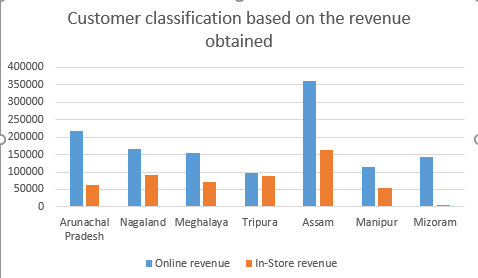 Customer classification based on the revenue
obtained
400000
350000
300000
250000
200000
150000
100000
50000
0
Arunachal
Pradesh
Nagaland
Meghalaya
Tripura
Assam
Manipur
Mizoram
Online revenue
In-Store revenue